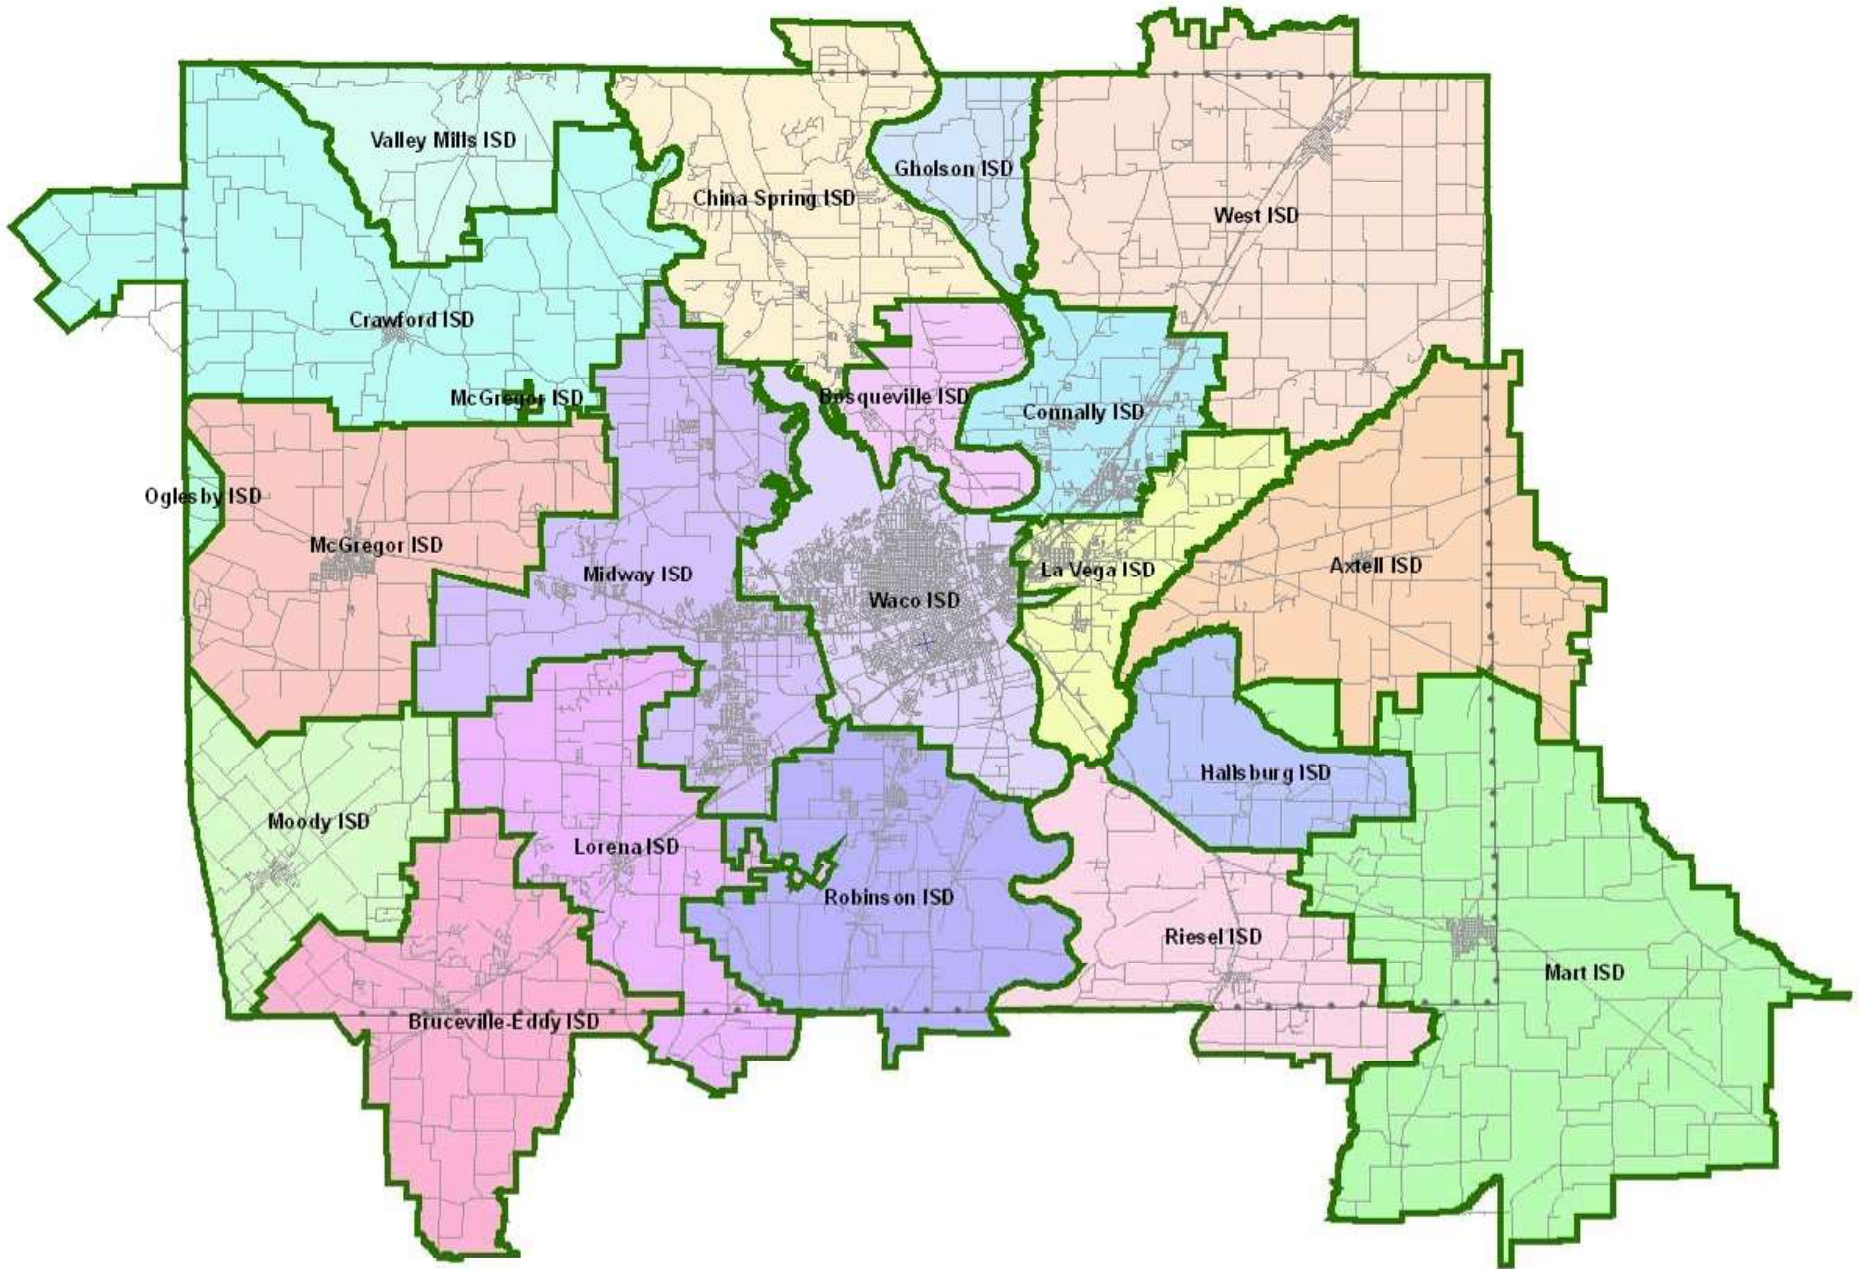 Valley Mills ISD
Gholson ISD
China Spring ISD
West ISD
Crawford ISD
McGregor ISD
Bosqueville ISD
Connally ISD
Oglesby ISD
McGregor ISD
Midway ISD
La Vega ISD
Axtell ISD
Waco ISD
Hallsburg ISD
Moody ISD
Lorena ISD
Robinson ISD
Riesel ISD
Mart ISD
Bruceville-Eddy ISD